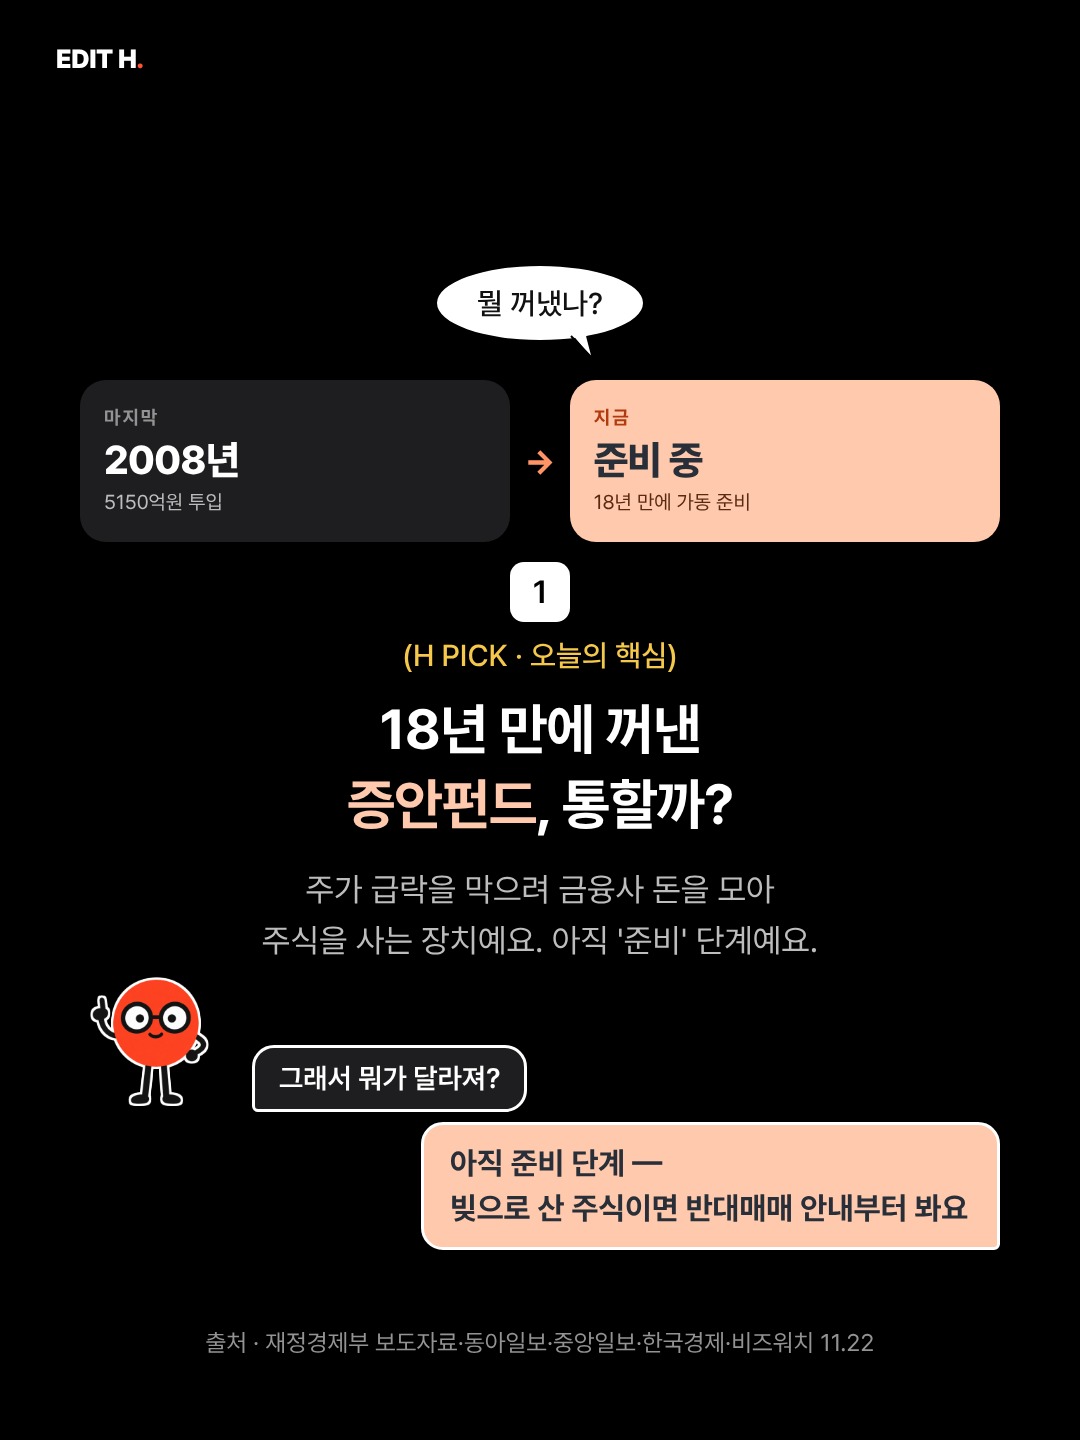 EDIT H.
뭘 꺼냈나?
마지막
2008년
5150억원 투입
→
지금
준비 중
18년 만에 가동 준비
1
(H PICK · 오늘의 핵심)
18년 만에 꺼낸
증안펀드, 통할까?
주가 급락을 막으려 금융사 돈을 모아
주식을 사는 장치예요. 아직 '준비' 단계예요.
그래서 뭐가 달라져?
아직 준비 단계 —
빚으로 산 주식이면 반대매매 안내부터 봐요
출처 · 재정경제부 보도자료·동아일보·중앙일보·한국경제·비즈워치 11.22